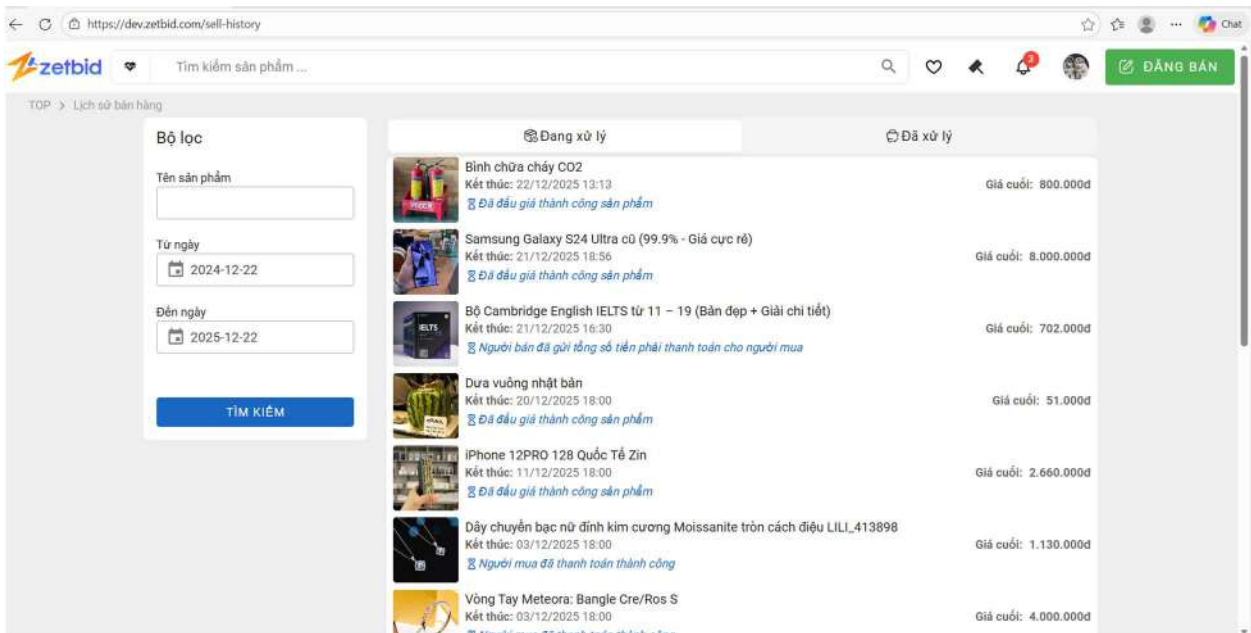 https://dev.zetbid.com/sell-history
Chat
zetbid
Tìm kiếm sản phẩm ...
3
ĐĂNG BÁN
TOP > Lịch sử bán hàng
Bộ lọc
Tên sản phẩm
Từ ngày
2024-12-22
Đến ngày
2025-12-22
TÌM KIẾM
Đang xử lý
Đã xử lý
Bình chữa cháy CO2
Kết thúc: 22/12/2025 13:13
Giá cuối: 800.000đ
Đã đấu giá thành công sản phẩm
Samsung Galaxy S24 Ultra cũ (99.9% - Giá cực rẻ)
Kết thúc: 21/12/2025 18:56
Giá cuối: 8.000.000đ
Đã đấu giá thành công sản phẩm
Bộ Cambridge English IELTS từ 11 – 19 (Bản đẹp + Giải chi tiết)
Kết thúc: 21/12/2025 16:30
Giá cuối: 702.000đ
Người bán đã gửi tổng số tiền phải thanh toán cho người mua
IELTS
Dưa vuông nhật bản
Kết thúc: 20/12/2025 18:00
Giá cuối: 51.000đ
Đã đấu giá thành công sản phẩm
iPhone 12PRO 128 Quốc Tế Zin
Kết thúc: 11/12/2025 18:00
Giá cuối: 2.660.000đ
Đã đấu giá thành công sản phẩm
Dây chuyền bạc nữ đính kim cương Moissanite tròn cách điệu LILI_413898
Kết thúc: 03/12/2025 18:00
Giá cuối: 1.130.000đ
Người mua đã thanh toán thành công
Vòng Tay Meteora: Bangle Cre/Ros S
Kết thúc: 03/12/2025 18:00
Giá cuối: 4.000.000đ